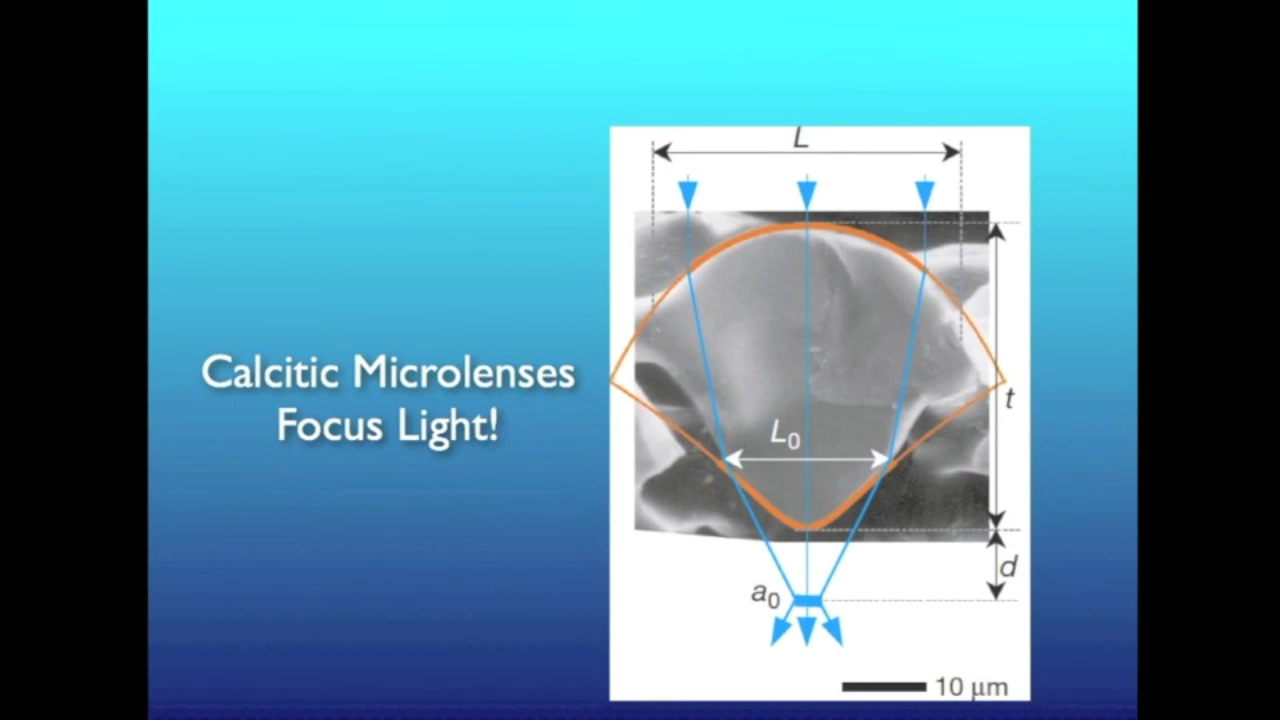 Calcitic Microlenses
Focus Light!
L
t
L₀
d
a₀
10 μm